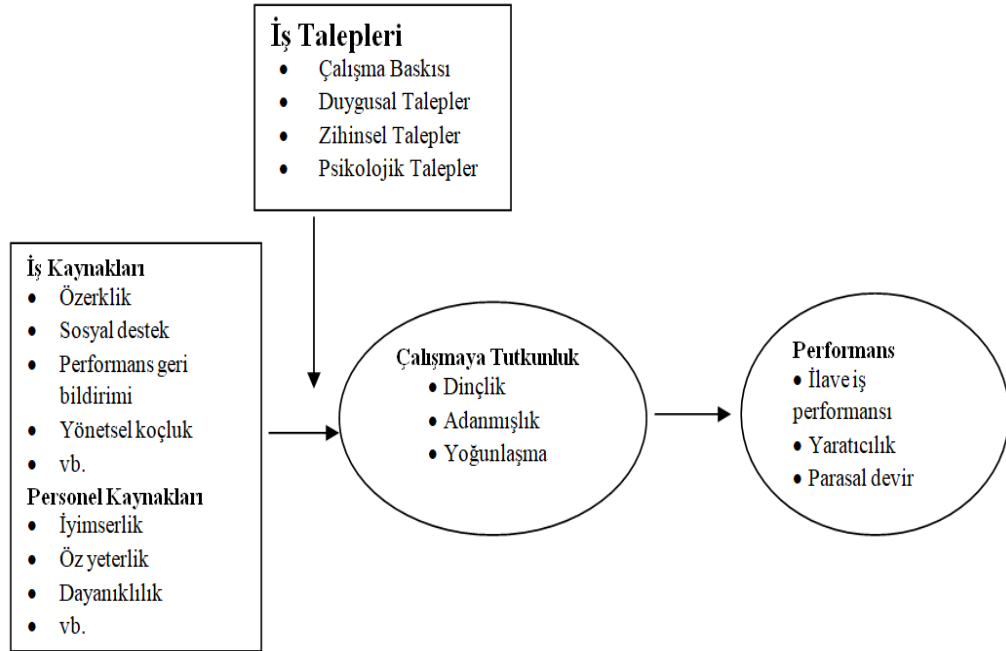 İş Talepleri
• Çalışma Baskısı
• Duygusal Talepler
• Zihinsel Talepler
• Psikolojik Talepler
İş Kaynakları
• Özerklik
• Sosyal destek
• Performans geri
bildirimi
• Yönetsel koçluk
• vb.
Personel Kaynakları
• İyimserlik
• Öz yeterlik
• Dayanıklılık
• vb.
Çalışmaya Tutkunluk
• Dinçlik
• Adanmışlık
• Yoğunlaşma
Performans
• İlave iş
performansı
• Yaratıcılık
• Parasal devir